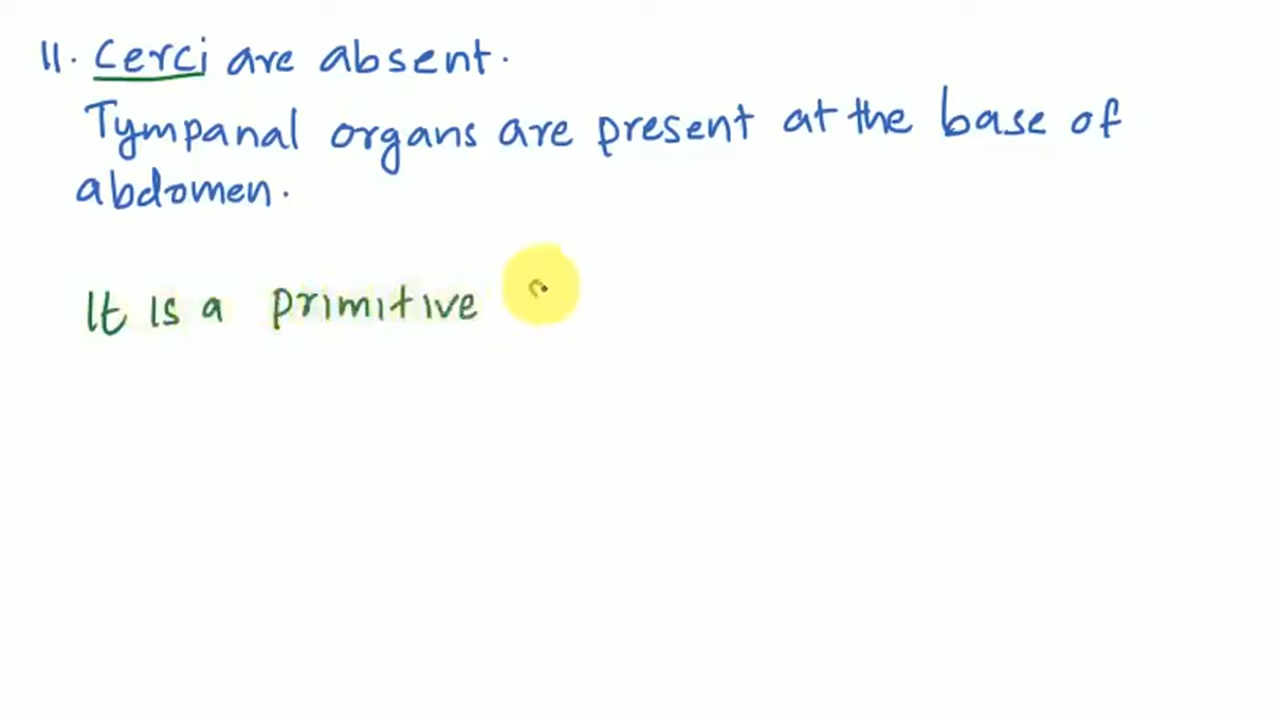 11. Cerci are absent.
Tympanal organs are present at the base of
abdomen.
It is a primitive